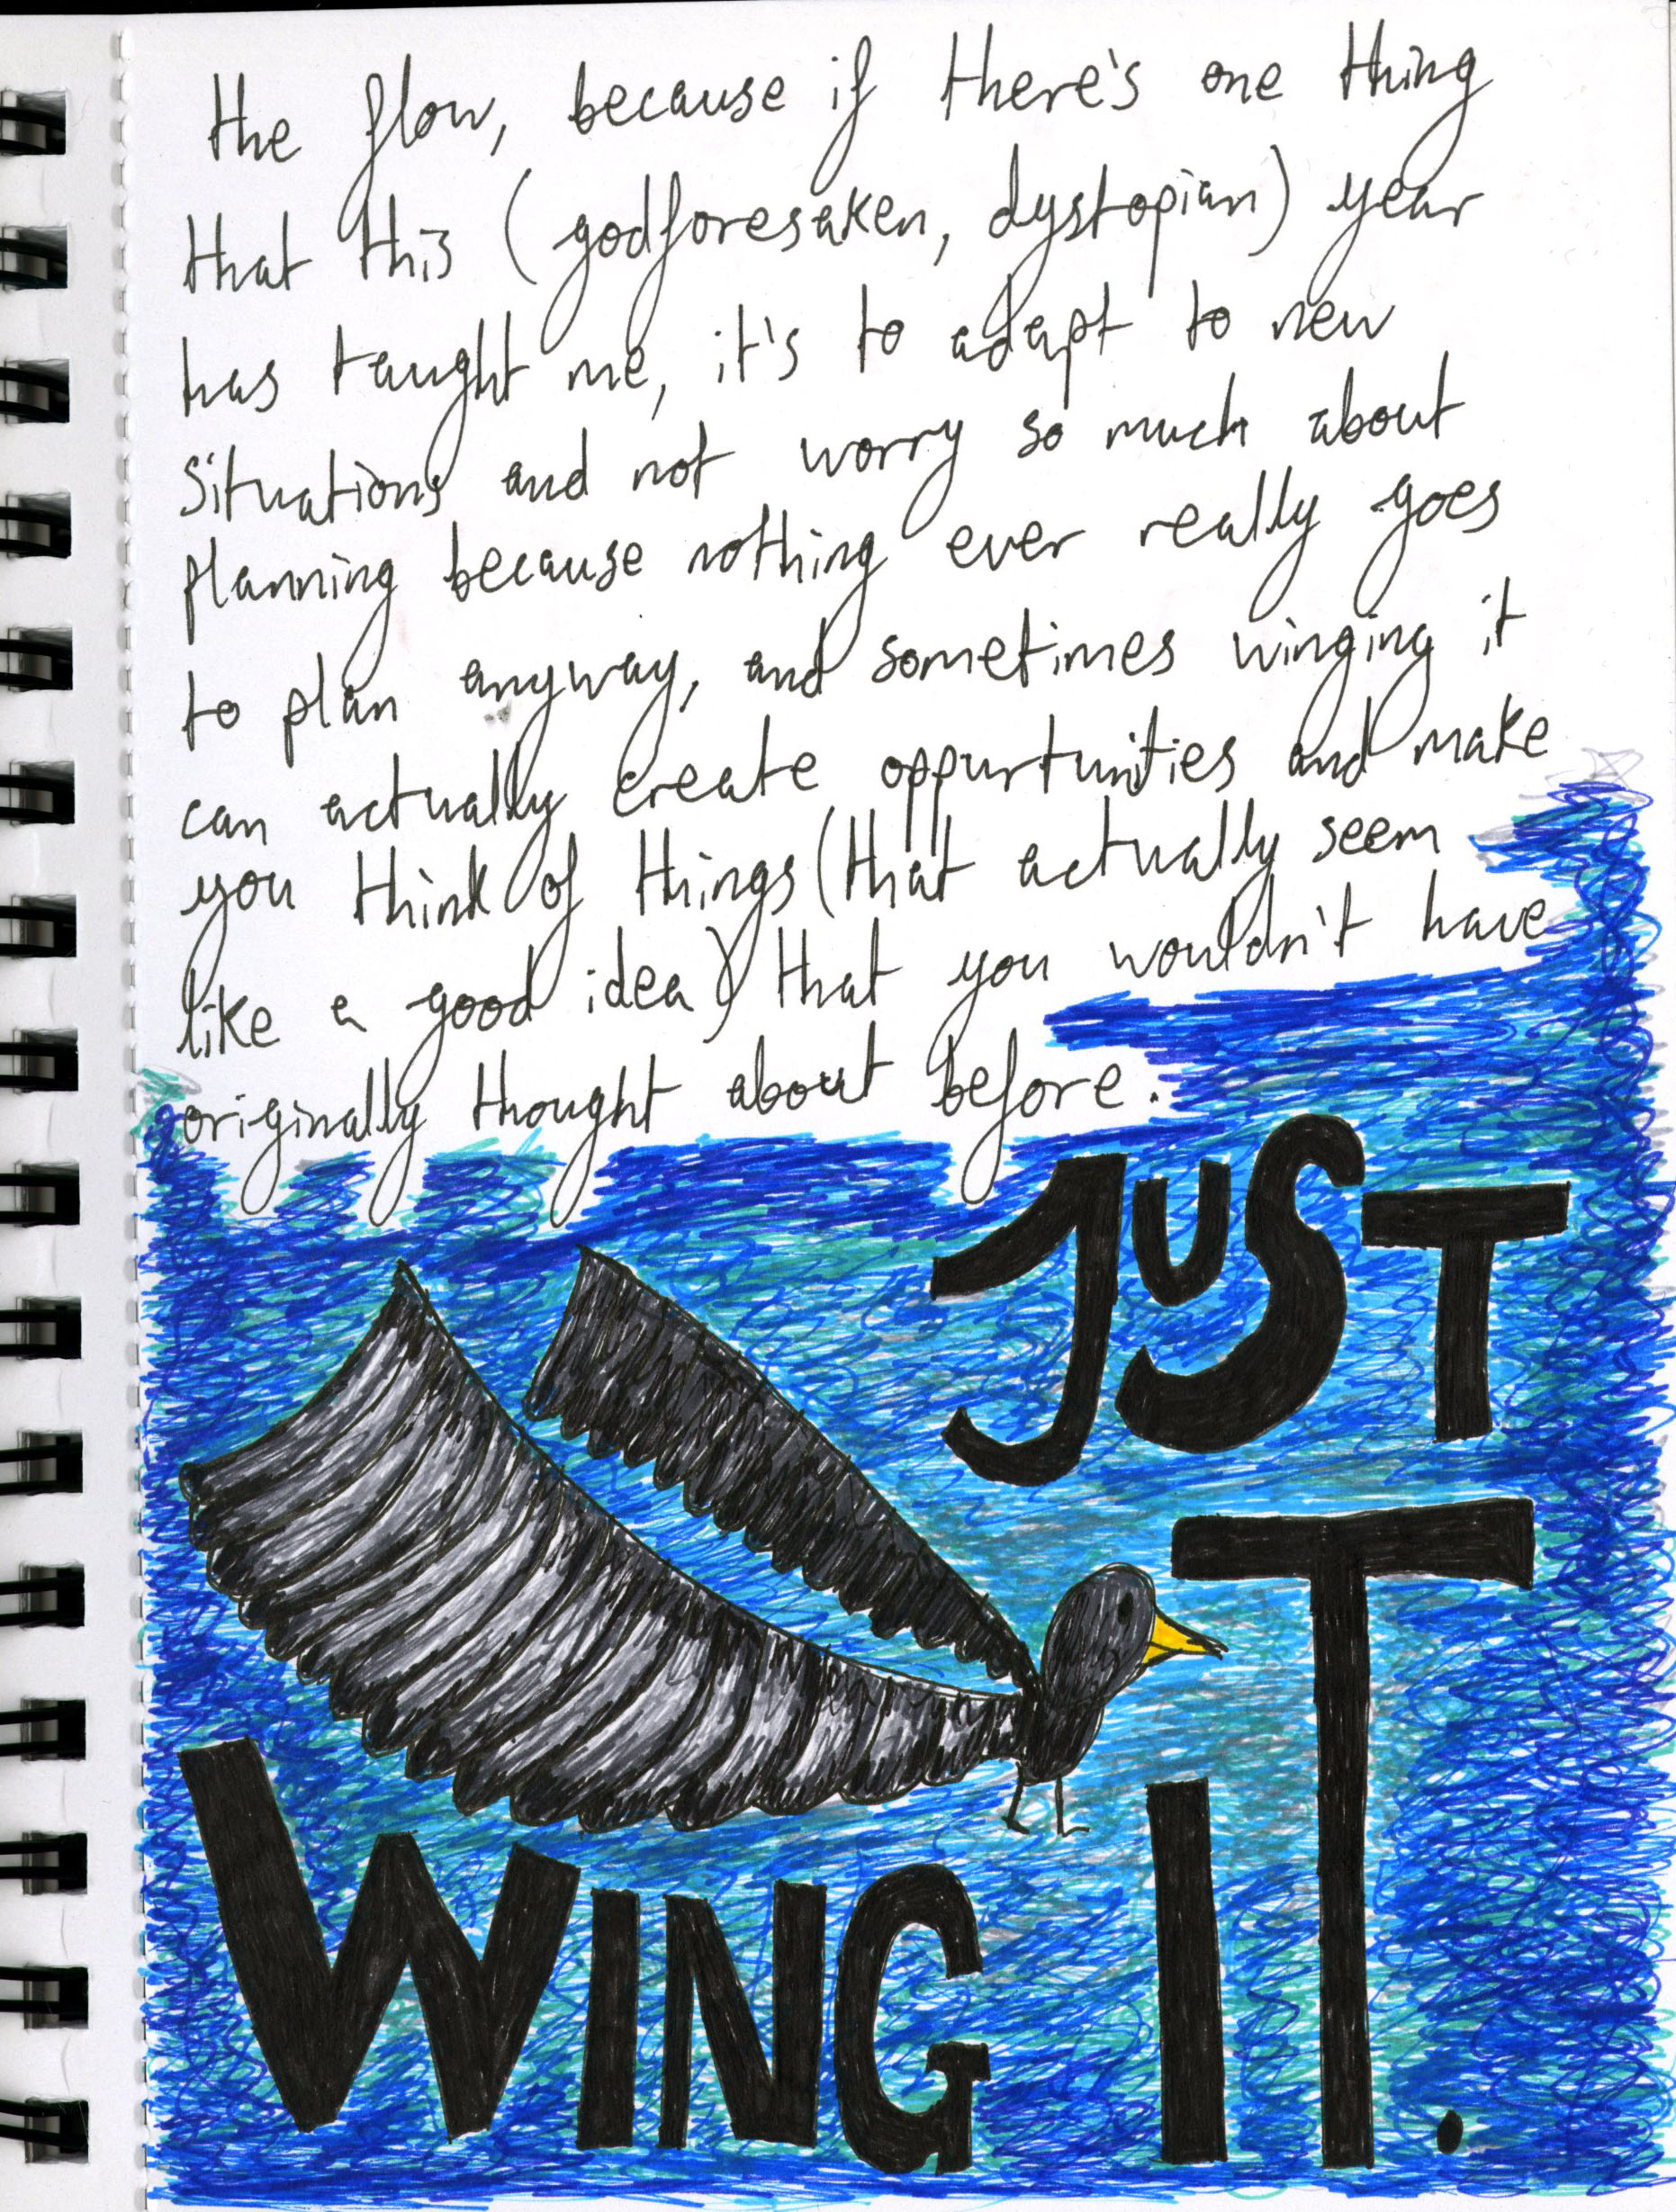 the flow, because if there's one thing
that this (godforesaken, dystopian) year
has taught me, it's to adapt to new
situations and not worry so much about
planning because nothing ever really goes
to plan anyway, and sometimes winging it
can actually create oppurtunities and make
you think of things (that actually seem
like a good idea) that you wouldn't have
originally thought about before.
JUST
WING IT.